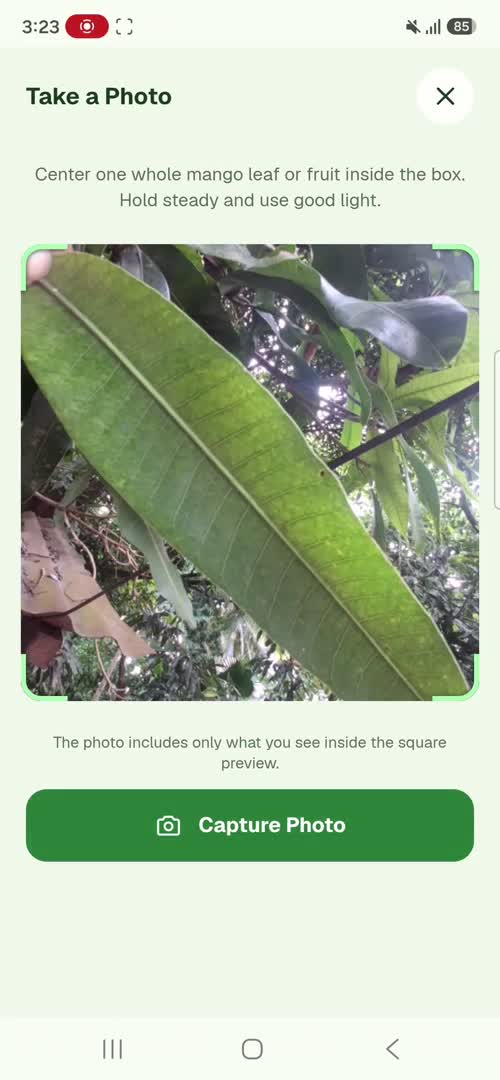 3:23
85
Take a Photo
Center one whole mango leaf or fruit inside the box.
Hold steady and use good light.
The photo includes only what you see inside the square
preview.
Capture Photo